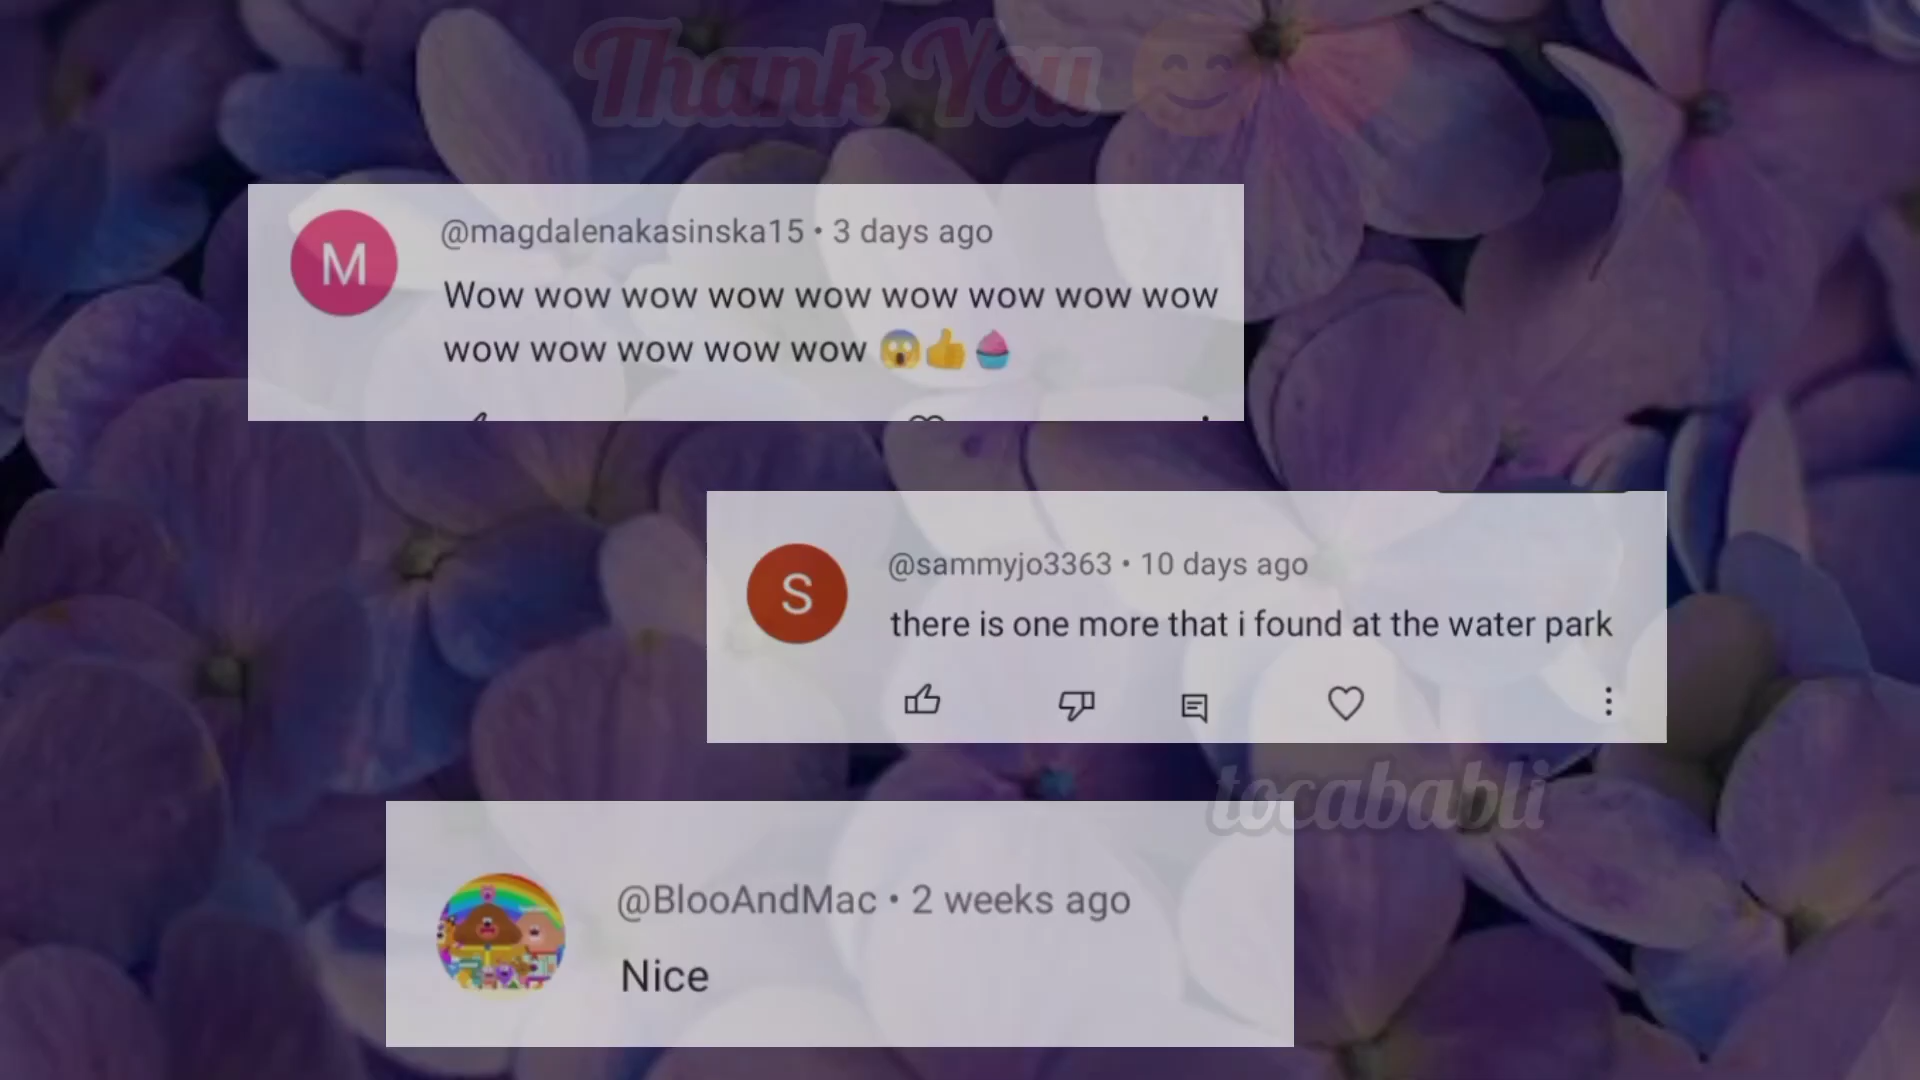 Thank You 😊
@magdalenakasinska15 • 3 days ago
Wow wow wow wow wow wow wow wow wow
wow wow wow wow wow 😱👍🧁
@sammyjo3363 • 10 days ago
there is one more that i found at the water park
tocababli
@BlooAndMac • 2 weeks ago
Nice